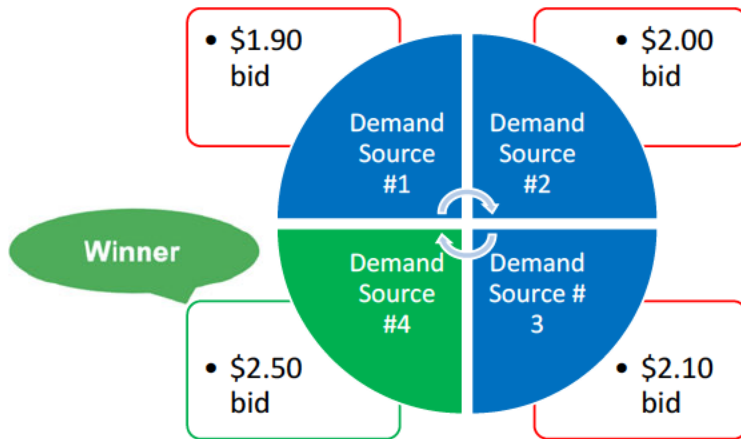 • $1.90
bid
• $2.00
bid
Demand
Source
#1
Demand
Source
#2
Winner
Demand
Source
#4
Demand
Source #
3
• $2.50
bid
• $2.10
bid